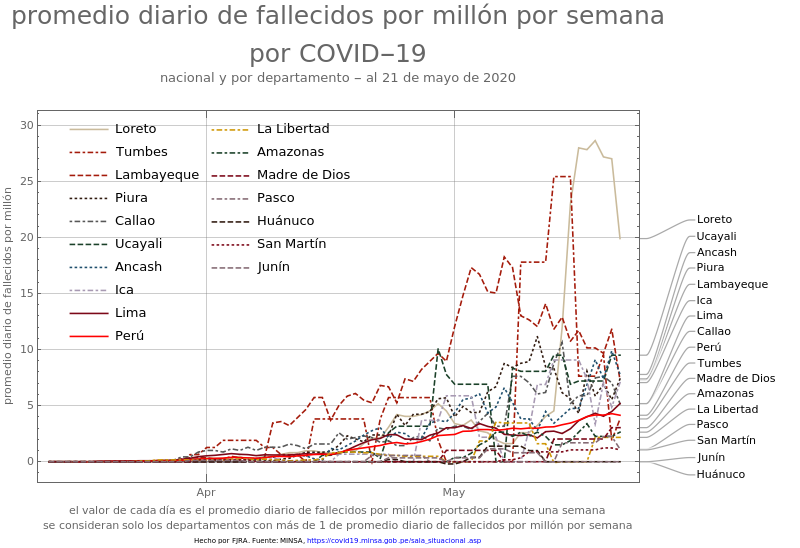 promedio diario de fallecidos por millón por semana
por COVID−19
nacional y por departamento − al 21 de mayo de 2020
promedio diario de fallecidos por millón
30
25
20
15
10
5
0
Apr
May
Loreto
Tumbes
Lambayeque
Piura
Callao
Ucayali
Ancash
Ica
Lima
Perú
La Libertad
Amazonas
Madre de Dios
Pasco
Huánuco
San Martín
Junín
Loreto
Ucayali
Ancash
Piura
Lambayeque
Ica
Lima
Callao
Perú
Tumbes
Madre de Dios
Amazonas
La Libertad
Pasco
San Martín
Junín
Huánuco
el valor de cada día es el promedio diario de fallecidos por millón reportados durante una semana
se consideran solo los departamentos con más de 1 de promedio diario de fallecidos por millón por semana
Hecho por FJRA. Fuente: MINSA, https://covid19.minsa.gob.pe/sala_situacional .asp